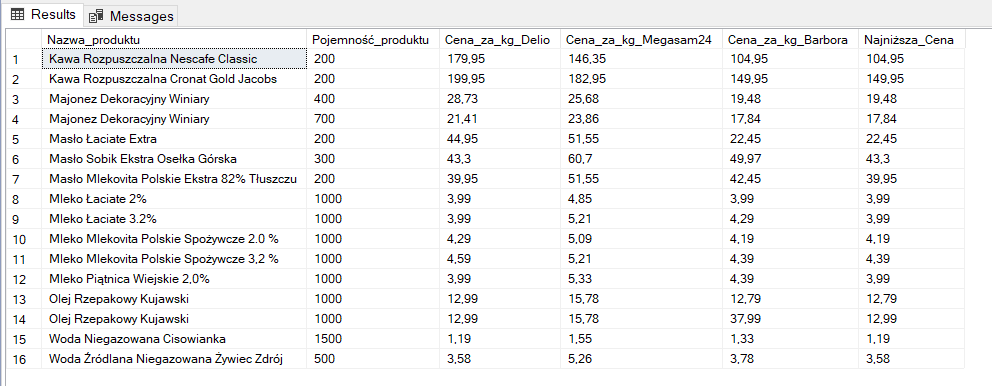 Results Messages
Nazwa_produktu Pojemność_produktu Cena_za_kg_Delio Cena_za_kg_Megasam24 Cena_za_kg_Barbora Najniższa_Cena
1 Kawa Rozpuszczalna Nescafe Classic 200 179,95 146,35 104,95 104,95
2 Kawa Rozpuszczalna Cronat Gold Jacobs 200 199,95 182,95 149,95 149,95
3 Majonez Dekoracyjny Winiary 400 28,73 25,68 19,48 19,48
4 Majonez Dekoracyjny Winiary 700 21,41 23,86 17,84 17,84
5 Masło Łaciate Extra 200 44,95 51,55 22,45 22,45
6 Masło Sobik Ekstra Osełka Górska 300 43,3 60,7 49,97 43,3
7 Masło Mlekovita Polskie Ekstra 82% Tłuszczu 200 39,95 51,55 42,45 39,95
8 Mleko Łaciate 2% 1000 3,99 4,85 3,99 3,99
9 Mleko Łaciate 3.2% 1000 3,99 5,21 4,29 3,99
10 Mleko Mlekovita Polskie Spożywcze 2.0 % 1000 4,29 5,09 4,19 4,19
11 Mleko Mlekovita Polskie Spożywcze 3,2 % 1000 4,59 5,21 4,39 4,39
12 Mleko Piątnica Wiejskie 2,0% 1000 3,99 5,33 4,39 3,99
13 Olej Rzepakowy Kujawski 1000 12,99 15,78 12,79 12,79
14 Olej Rzepakowy Kujawski 1000 12,99 15,78 37,99 12,99
15 Woda Niegazowana Cisowianka 1500 1,19 1,55 1,33 1,19
16 Woda Źródlana Niegazowana Żywiec Zdrój 500 3,58 5,26 3,78 3,58